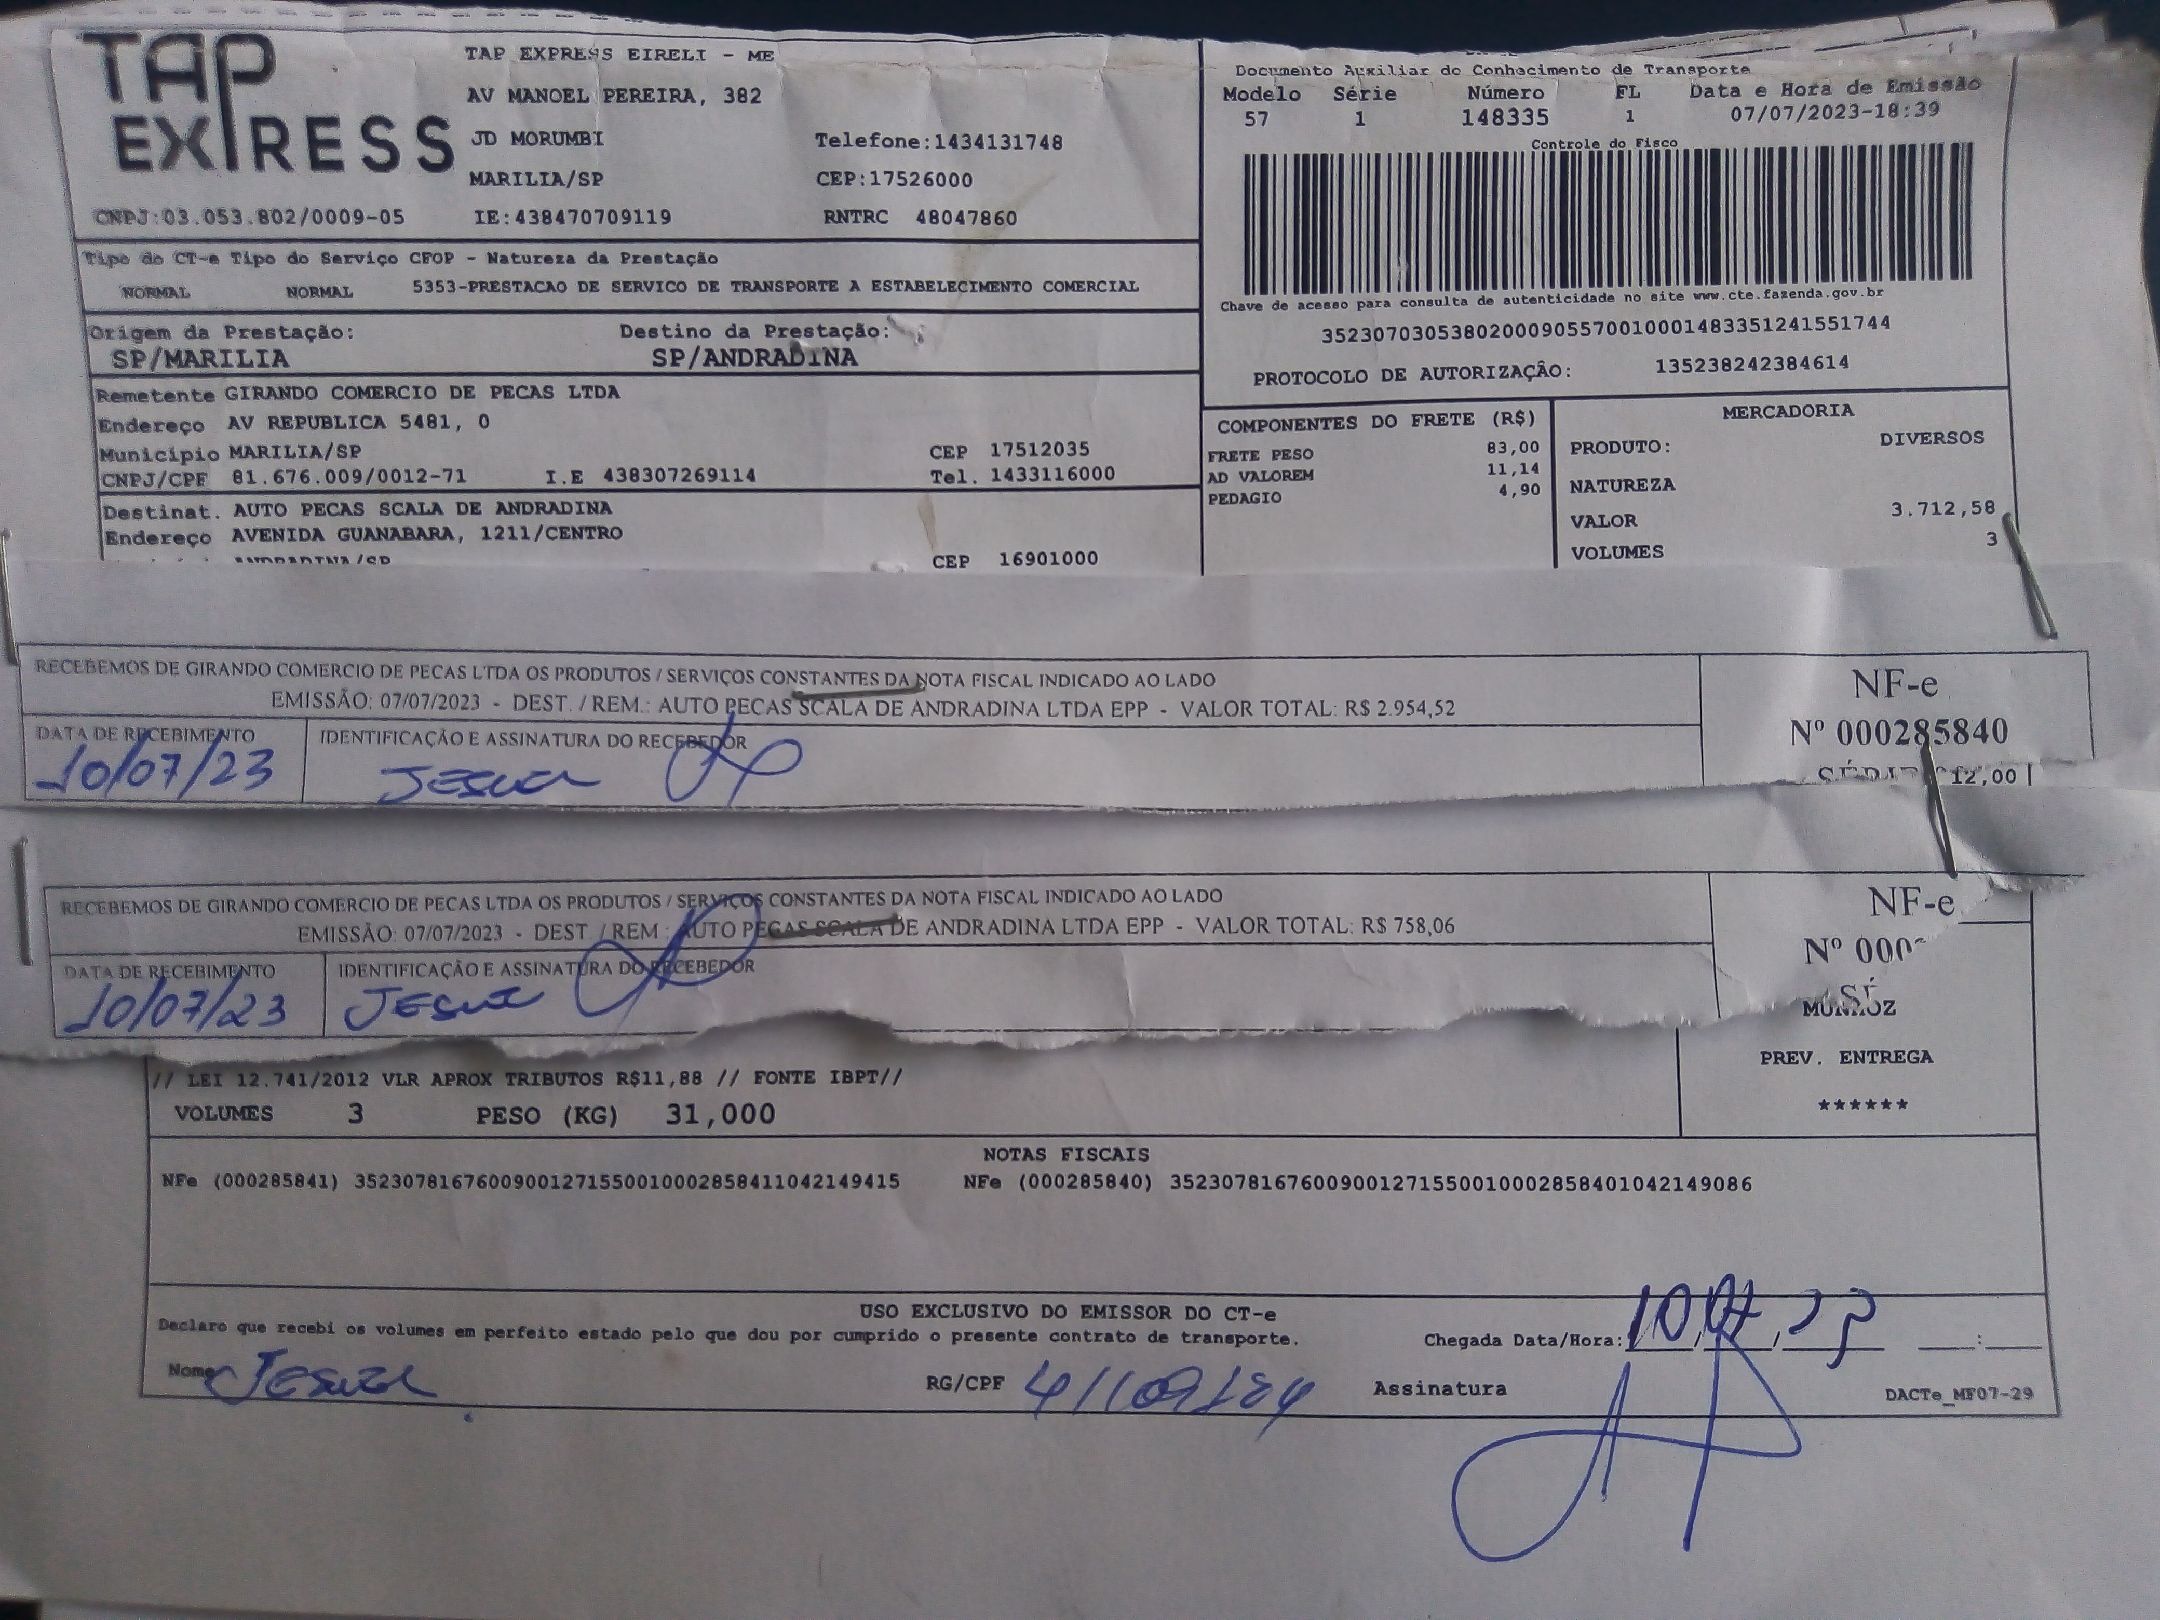 TAP EXPRESS
TAP EXPRESS EIRELI - ME
AV MANOEL PEREIRA, 382
JD MORUMBI Telefone:1434131748
MARILIA/SP CEP:17526000
CNPJ:03.053.802/0009-05 IE:438470709119 RNTRC 48047860
Documento Auxiliar do Conhecimento de Transporte
Modelo Série Número FL Data e Hora de Emissão
57 1 148335 1 07/07/2023-18:39
Controle do Fisco
Chave de acesso para consulta de autenticidade no site www.cte.fazenda.gov.br
35230703053802000905570010001483351241551744
PROTOCOLO DE AUTORIZAÇÃO: 135238242384614
Tipo do CT-e Tipo do Serviço CFOP - Natureza da Prestação
NORMAL NORMAL 5353-PRESTACAO DE SERVICO DE TRANSPORTE A ESTABELECIMENTO COMERCIAL
Origem da Prestação: Destino da Prestação:
SP/MARILIA SP/ANDRADINA
Remetente GIRANDO COMERCIO DE PECAS LTDA
Endereço AV REPUBLICA 5481, 0
Município MARILIA/SP CEP 17512035
CNPJ/CPF 81.676.009/0012-71 I.E 438307269114 Tel. 1433116000
Destinat. AUTO PECAS SCALA DE ANDRADINA
Endereço AVENIDA GUANABARA, 1211/CENTRO
ANDRADINA/SP CEP 16901000
COMPONENTES DO FRETE (R$)
FRETE PESO 83,00
AD VALOREM 11,14
PEDAGIO 4,90
MERCADORIA
PRODUTO: DIVERSOS
NATUREZA
VALOR 3.712,58
VOLUMES 3
RECEBEMOS DE GIRANDO COMERCIO DE PECAS LTDA OS PRODUTOS / SERVIÇOS CONSTANTES DA NOTA FISCAL INDICADO AO LADO
EMISSÃO: 07/07/2023 - DEST. / REM.: AUTO PECAS SCALA DE ANDRADINA LTDA EPP - VALOR TOTAL: R$ 2.954,52
NF-e
Nº 000285840
SÉRIE
12,00
DATA DE RECEBIMENTO IDENTIFICAÇÃO E ASSINATURA DO RECEBEDOR
10/07/23
RECEBEMOS DE GIRANDO COMERCIO DE PECAS LTDA OS PRODUTOS / SERVIÇOS CONSTANTES DA NOTA FISCAL INDICADO AO LADO
EMISSÃO: 07/07/2023 - DEST. / REM.: AUTO PECAS SCALA DE ANDRADINA LTDA EPP - VALOR TOTAL: R$ 758,06
NF-e
Nº 000
SÉ
DATA DE RECEBIMENTO IDENTIFICAÇÃO E ASSINATURA DO RECEBEDOR
10/07/23
MUNHOZ
PREV. ENTREGA
******
// LEI 12.741/2012 VLR APROX TRIBUTOS R$11,88 // FONTE IBPT//
VOLUMES 3 PESO (KG) 31,000
NOTAS FISCAIS
NFe (000285841) 35230781676009001271550010002858411042149415 NFe (000285840) 35230781676009001271550010002858401042149086
USO EXCLUSIVO DO EMISSOR DO CT-e
Declaro que recebi os volumes em perfeito estado pelo que dou por cumprido o presente contrato de transporte.
Chegada Data/Hora: 10/07/23 __:__
Nome RG/CPF Assinatura DACTe_MF07-29